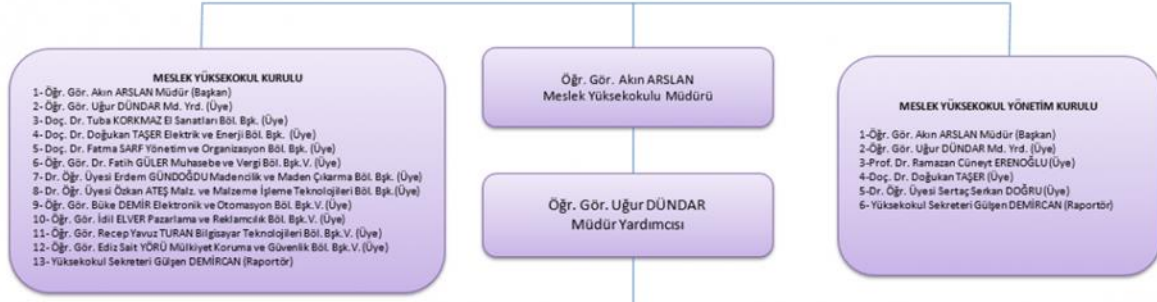 MESLEK YÜKSEKOKUL KURULU
1- Öğr. Gör. Akın ARSLAN Müdür (Başkan)
2- Öğr. Gör. Uğur DÜNDAR Md. Yrd. (Üye)
3- Doç. Dr. Tuba KORKMAZ El Sanatları Böl. Bşk. (Üye)
4- Doç. Dr. Doğukan TAŞER Elektrik ve Enerji Böl. Bşk. (Üye)
5- Doç. Dr. Fatma SARF Yönetim ve Organizasyon Böl. Bşk. (Üye)
6- Öğr. Gör. Dr. Fatih GÜLER Muhasebe ve Vergi Böl. Bşk.V. (Üye)
7- Dr. Öğr. Üyesi Erdem GÜNDOĞDU Madencilik ve Maden Çıkarma Böl. Bşk. (Üye)
8- Dr. Öğr. Üyesi Özkan ATEŞ Malz. ve Malzeme İşleme Teknolojileri Böl. Bşk.(Üye)
9- Öğr. Gör. Büke DEMİR Elektronik ve Otomasyon Böl. Bşk.V. (Üye)
10- Öğr. Gör. İdil ELVER Pazarlama ve Reklamcılık Böl. Bşk.V. (Üye)
11- Öğr. Gör. Recep Yavuz TURAN Bilgisayar Teknolojileri Böl. Bşk.V. (Üye)
12- Öğr. Gör. Ediz Sait YÖRÜ Mülkiyet Koruma ve Güvenlik Böl. Bşk.V. (Üye)
13- Yüksekokul Sekreteri Gülşen DEMİRCAN (Raportör)
Öğr. Gör. Akın ARSLAN
Meslek Yüksekokulu Müdürü
Öğr. Gör. Uğur DÜNDAR
Müdür Yardımcısı
MESLEK YÜKSEKOKUL YÖNETİM KURULU
1-Öğr. Gör. Akın ARSLAN Müdür (Başkan)
2-Öğr. Gör. Uğur DÜNDAR Md. Yrd. (Üye)
3-Prof. Dr. Ramazan Cüneyt ERENOĞLU (Üye)
4-Doç. Dr. Doğukan TAŞER (Üye)
5-Dr. Öğr. Üyesi Sertaç Serkan DOĞRU (Üye)
6- Yüksekokul Sekreteri Gülşen DEMİRCAN (Raportör)